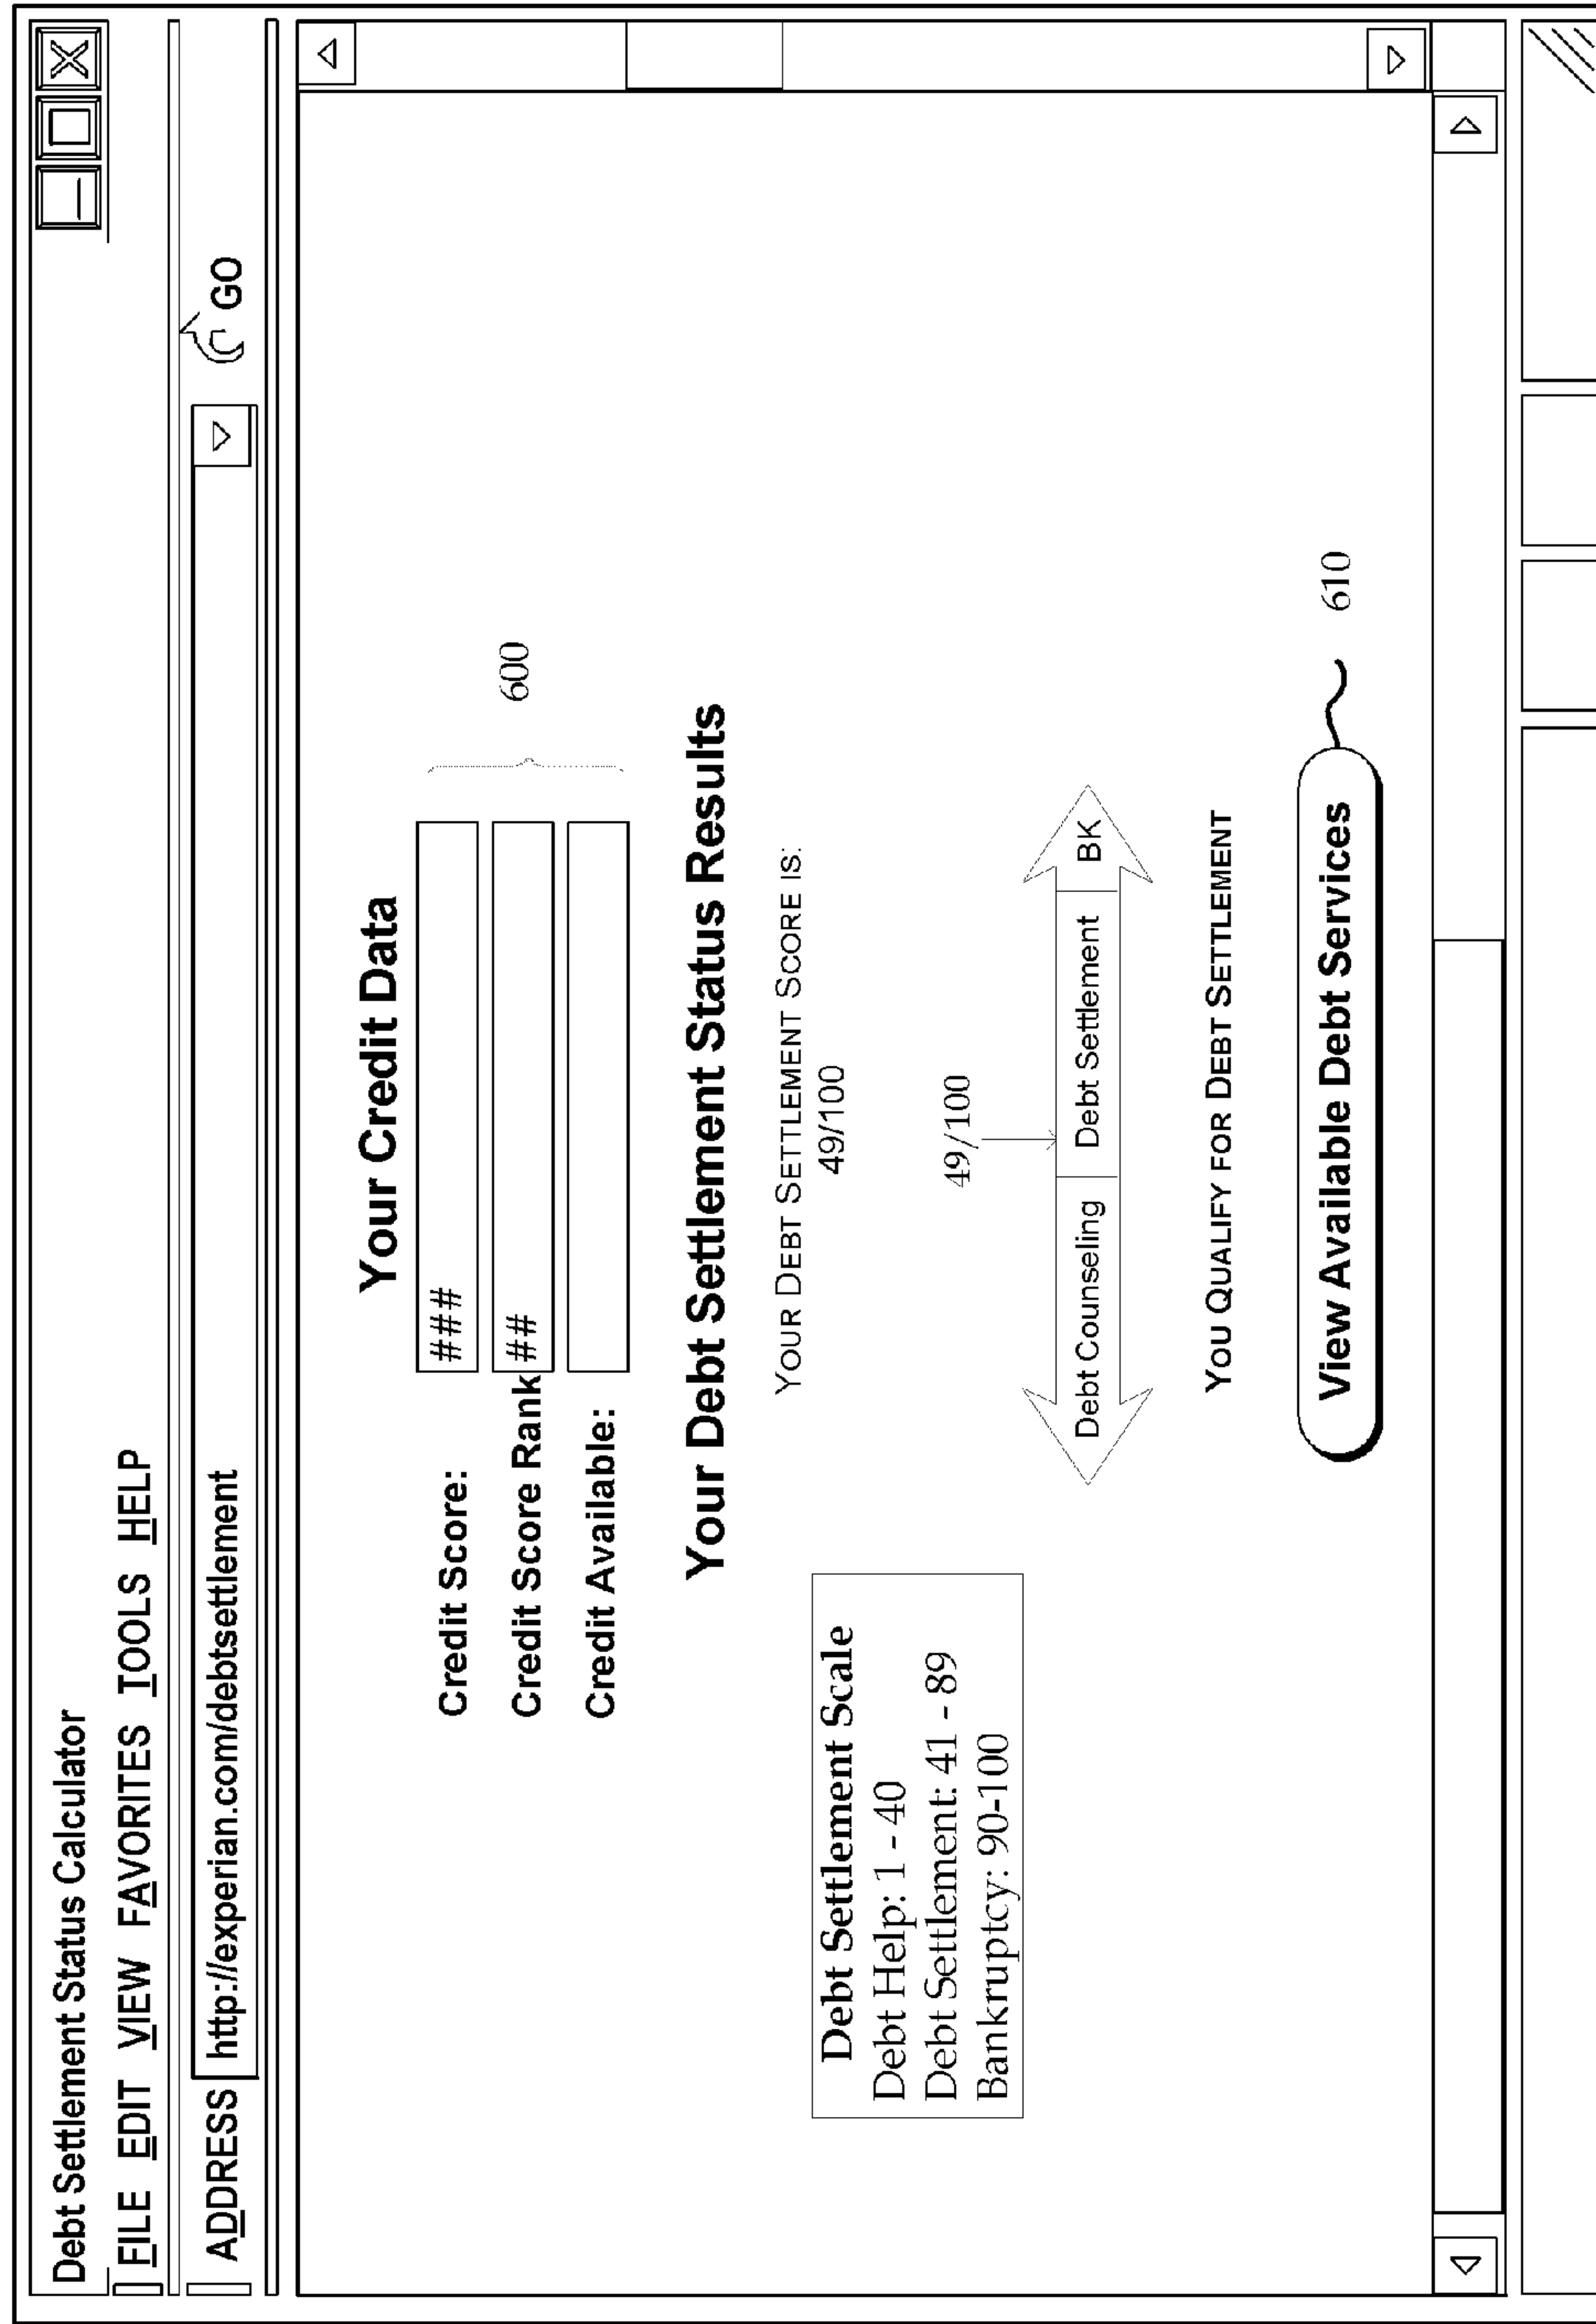 Debt Settlement Status Calculator
FILE EDIT VIEW FAVORITES TOOLS HELP
ADDRESS http://experian.com/debtsettlement GO
Your Credit Data
Credit Score: ###
Credit Score Rank ##
Credit Available:
600
Your Debt Settlement Status Results
YOUR DEBT SETTLEMENT SCORE IS:
49/100
Debt Settlement Scale
Debt Help: 1 - 40
Debt Settlement: 41 - 89
Bankruptcy: 90-100
49/100
Debt Counseling Debt Settlement BK
YOU QUALIFY FOR DEBT SETTLEMENT
View Available Debt Services
610